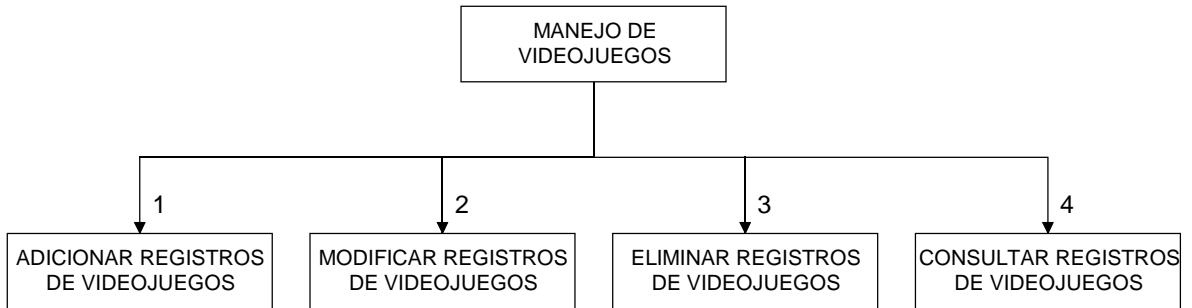 MANEJO DE
VIDEOJUEGOS
1
2
3
4
ADICIONAR REGISTROS
DE VIDEOJUEGOS
MODIFICAR REGISTROS
DE VIDEOJUEGOS
ELIMINAR REGISTROS
DE VIDEOJUEGOS
CONSULTAR REGISTROS
DE VIDEOJUEGOS